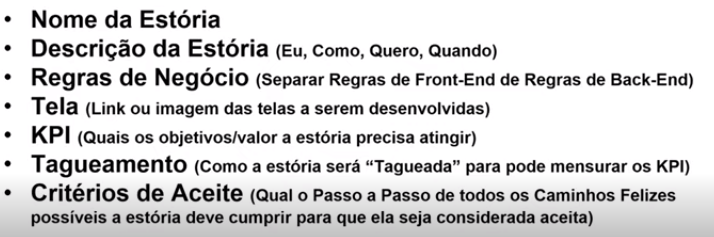 • Nome da Estória
• Descrição da Estória (Eu, Como, Quero, Quando)
• Regras de Negócio (Separar Regras de Front-End de Regras de Back-End)
• Tela (Link ou imagem das telas a serem desenvolvidas)
• KPI (Quais os objetivos/valor a estória precisa atingir)
• Tagueamento (Como a estória será “Tagueada” para pode mensurar os KPI)
• Critérios de Aceite (Qual o Passo a Passo de todos os Caminhos Felizes
possíveis a estória deve cumprir para que ela seja considerada aceita)